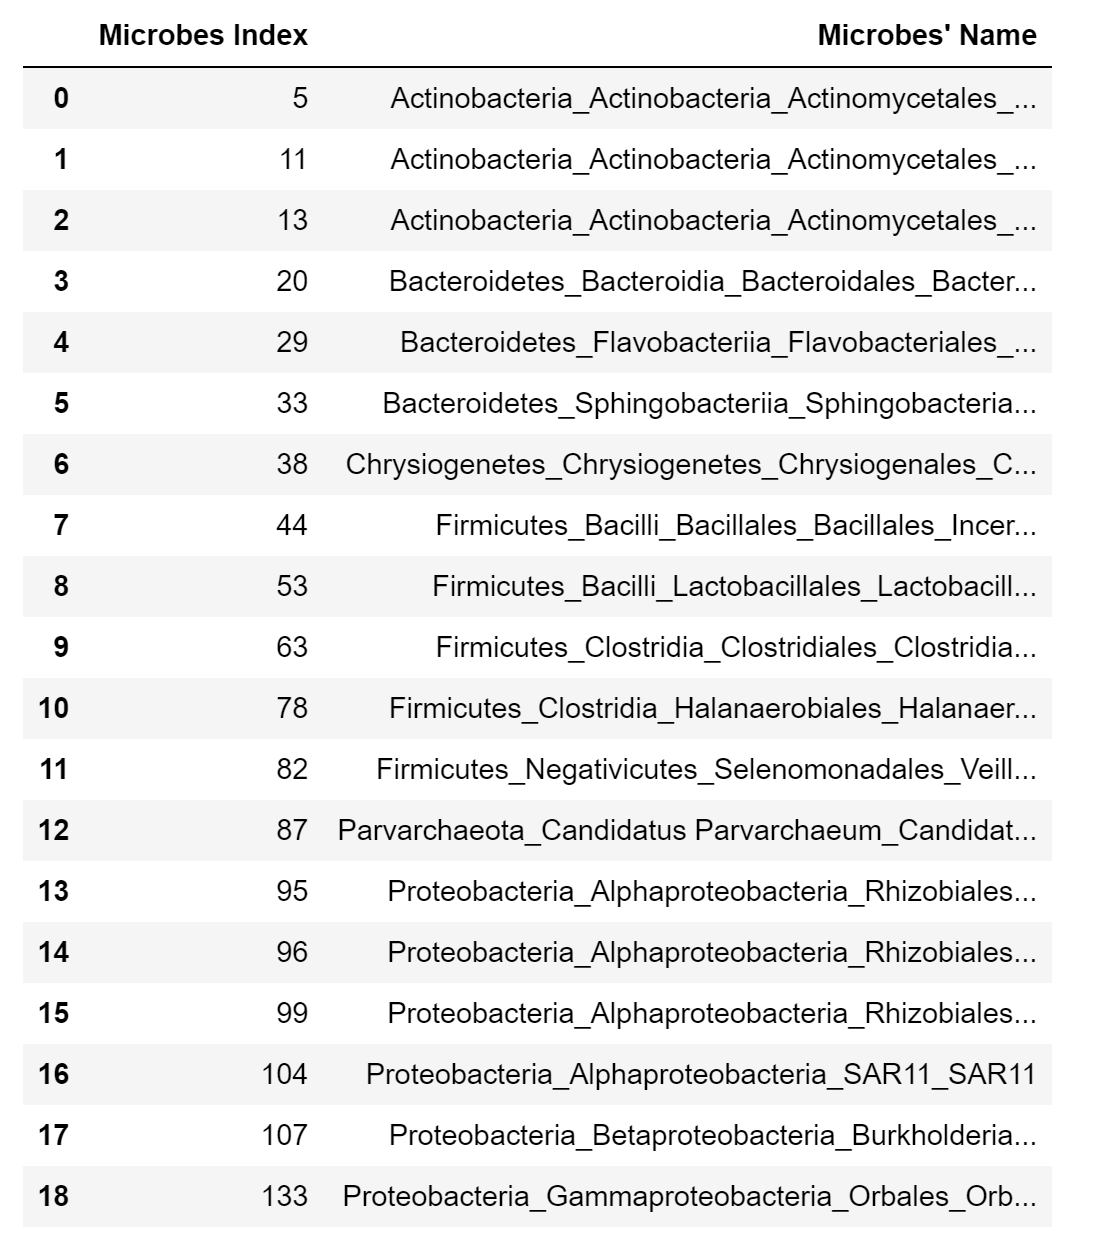 Microbes Index Microbes' Name
0 5 Actinobacteria_Actinobacteria_Actinomycetales_...
1 11 Actinobacteria_Actinobacteria_Actinomycetales_...
2 13 Actinobacteria_Actinobacteria_Actinomycetales_...
3 20 Bacteroidetes_Bacteroidia_Bacteroidales_Bacter...
4 29 Bacteroidetes_Flavobacteriia_Flavobacteriales_...
5 33 Bacteroidetes_Sphingobacteriia_Sphingobacteria...
6 38 Chrysiogenetes_Chrysiogenetes_Chrysiogenales_C...
7 44 Firmicutes_Bacilli_Bacillales_Bacillales_Incer...
8 53 Firmicutes_Bacilli_Lactobacillales_Lactobacill...
9 63 Firmicutes_Clostridia_Clostridiales_Clostridia...
10 78 Firmicutes_Clostridia_Halanaerobiales_Halanaer...
11 82 Firmicutes_Negativicutes_Selenomonadales_Veill...
12 87 Parvarchaeota_Candidatus Parvarchaeum_Candidat...
13 95 Proteobacteria_Alphaproteobacteria_Rhizobiales...
14 96 Proteobacteria_Alphaproteobacteria_Rhizobiales...
15 99 Proteobacteria_Alphaproteobacteria_Rhizobiales...
16 104 Proteobacteria_Alphaproteobacteria_SAR11_SAR11
17 107 Proteobacteria_Betaproteobacteria_Burkholderia...
18 133 Proteobacteria_Gammaproteobacteria_Orbales_Orb...